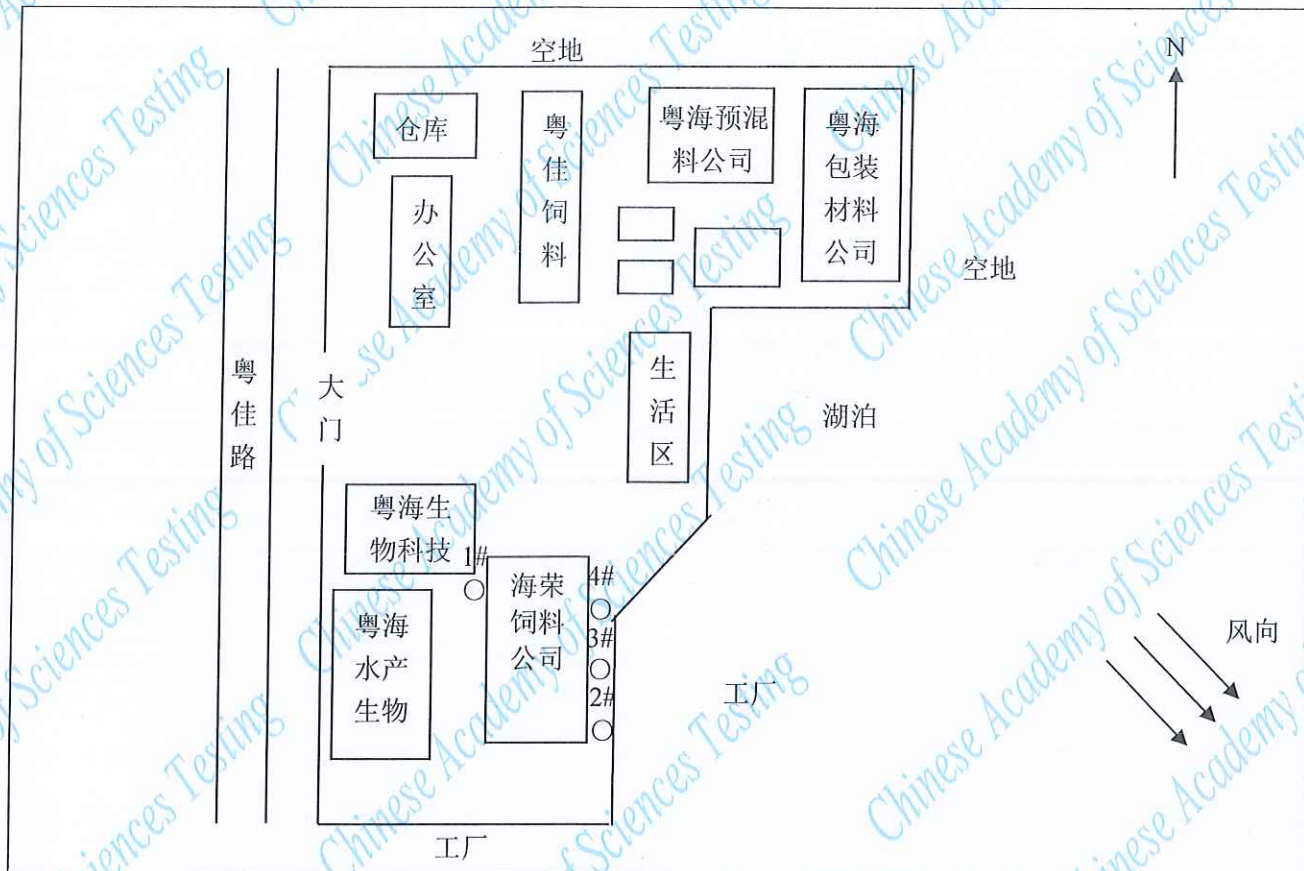 空地
N
仓库
粤佳饲料
粤海预混
料公司
粤海
包装
材料
公司
办公室
空地
生活区
湖泊
粤佳路
大门
粤海生
物科技
1#
海荣
饲料
公司
4#
3#
2#
粤海
水产
生物
工厂
风向
工厂
Chinese Academy of Sciences Testing